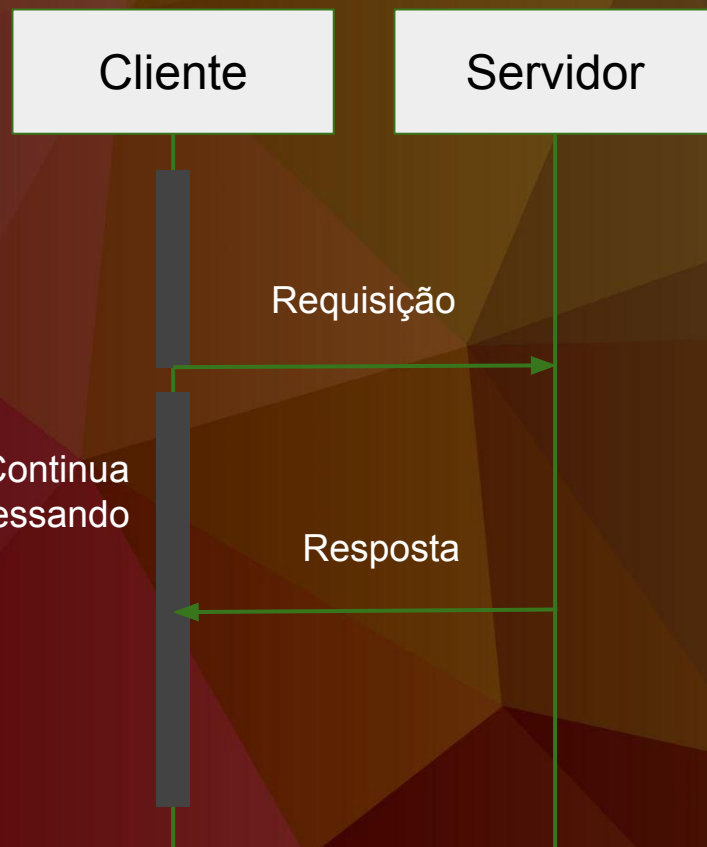 Cliente
Servidor
Requisição
Continua
essando
Resposta